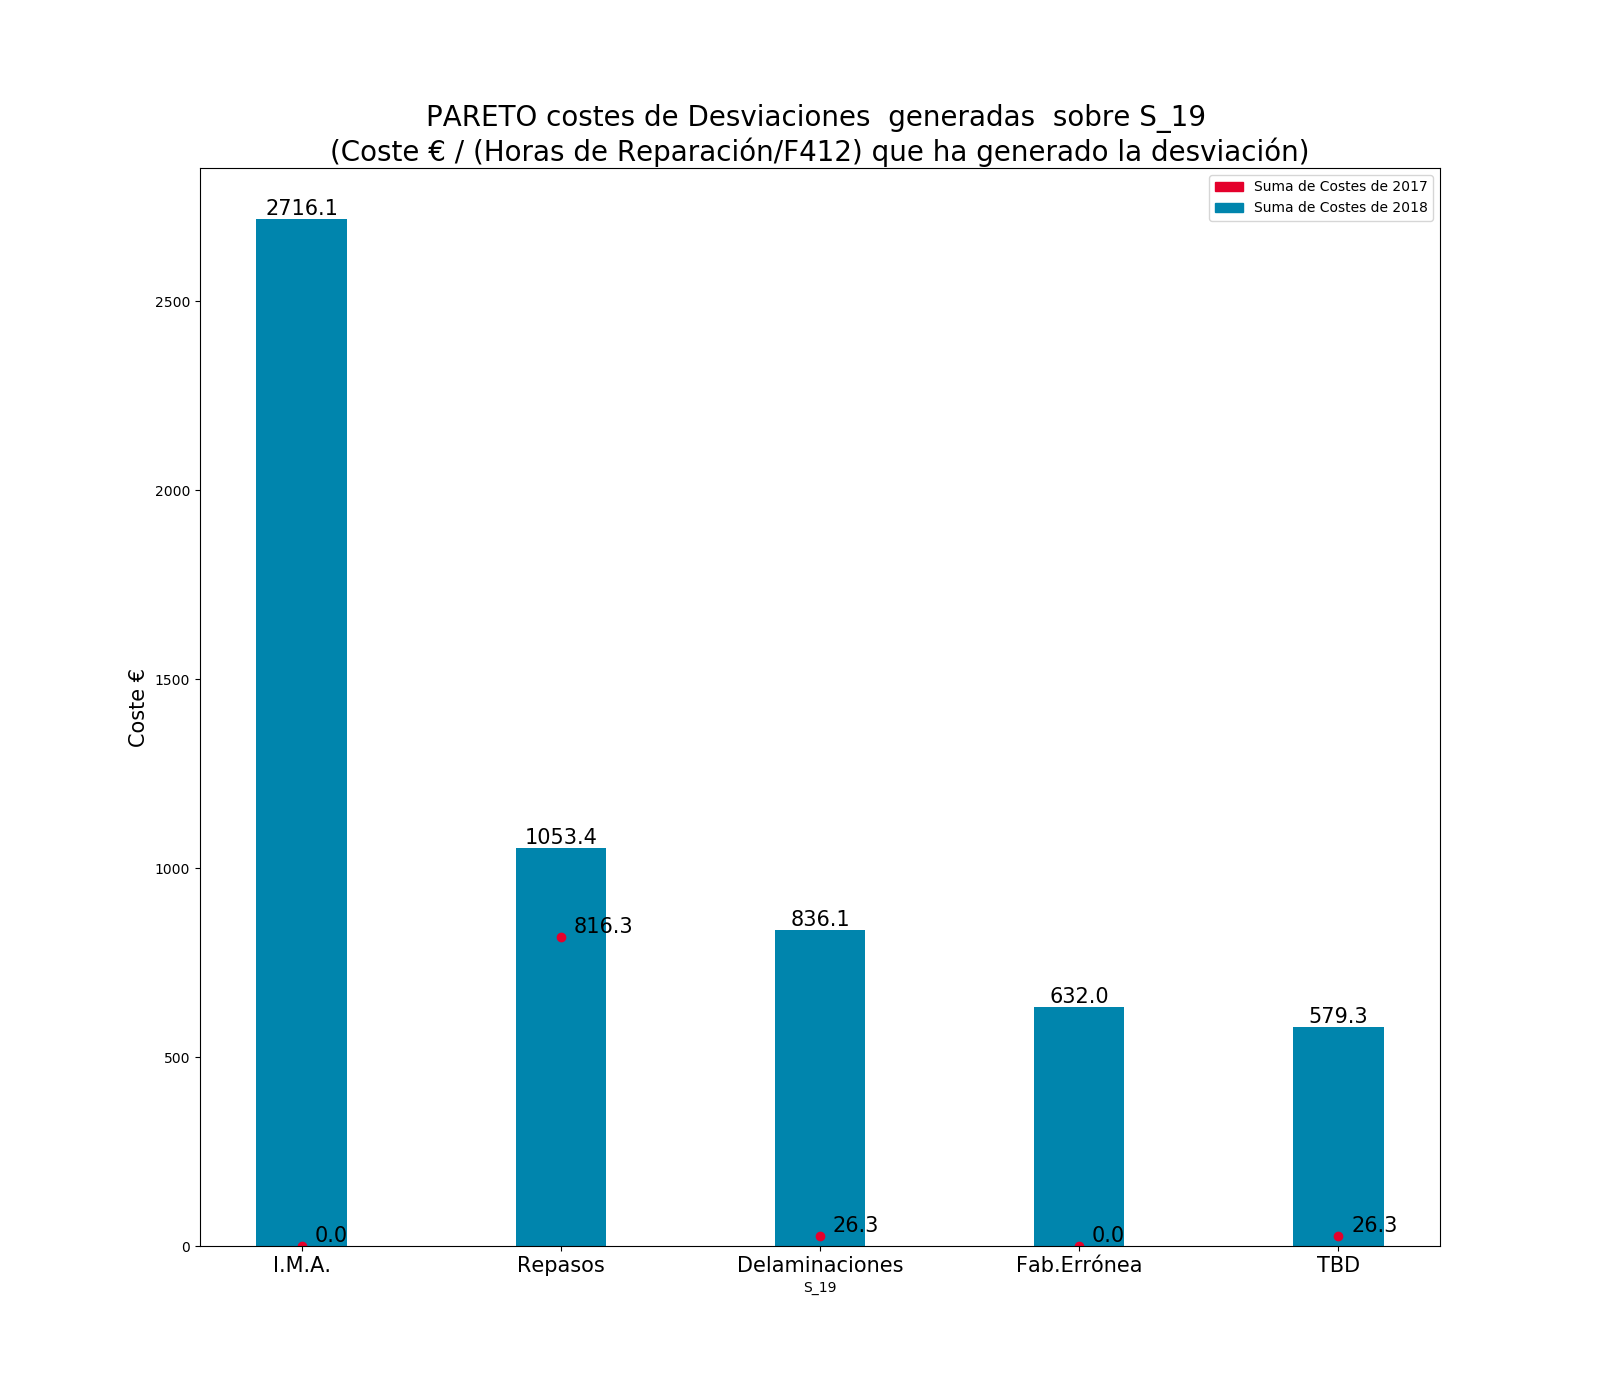 PARETO costes de Desviaciones  generadas  sobre S_19
(Coste € / (Horas de Reparación/F412) que ha generado la desviación)
Suma de Costes de 2017
Suma de Costes de 2018
2716.1
2500
2000
1500
1000
500
0
Coste €
1053.4
816.3
836.1
632.0
579.3
0.0
26.3
0.0
26.3
I.M.A.
Repasos
Delaminaciones
Fab.Errónea
TBD
S_19